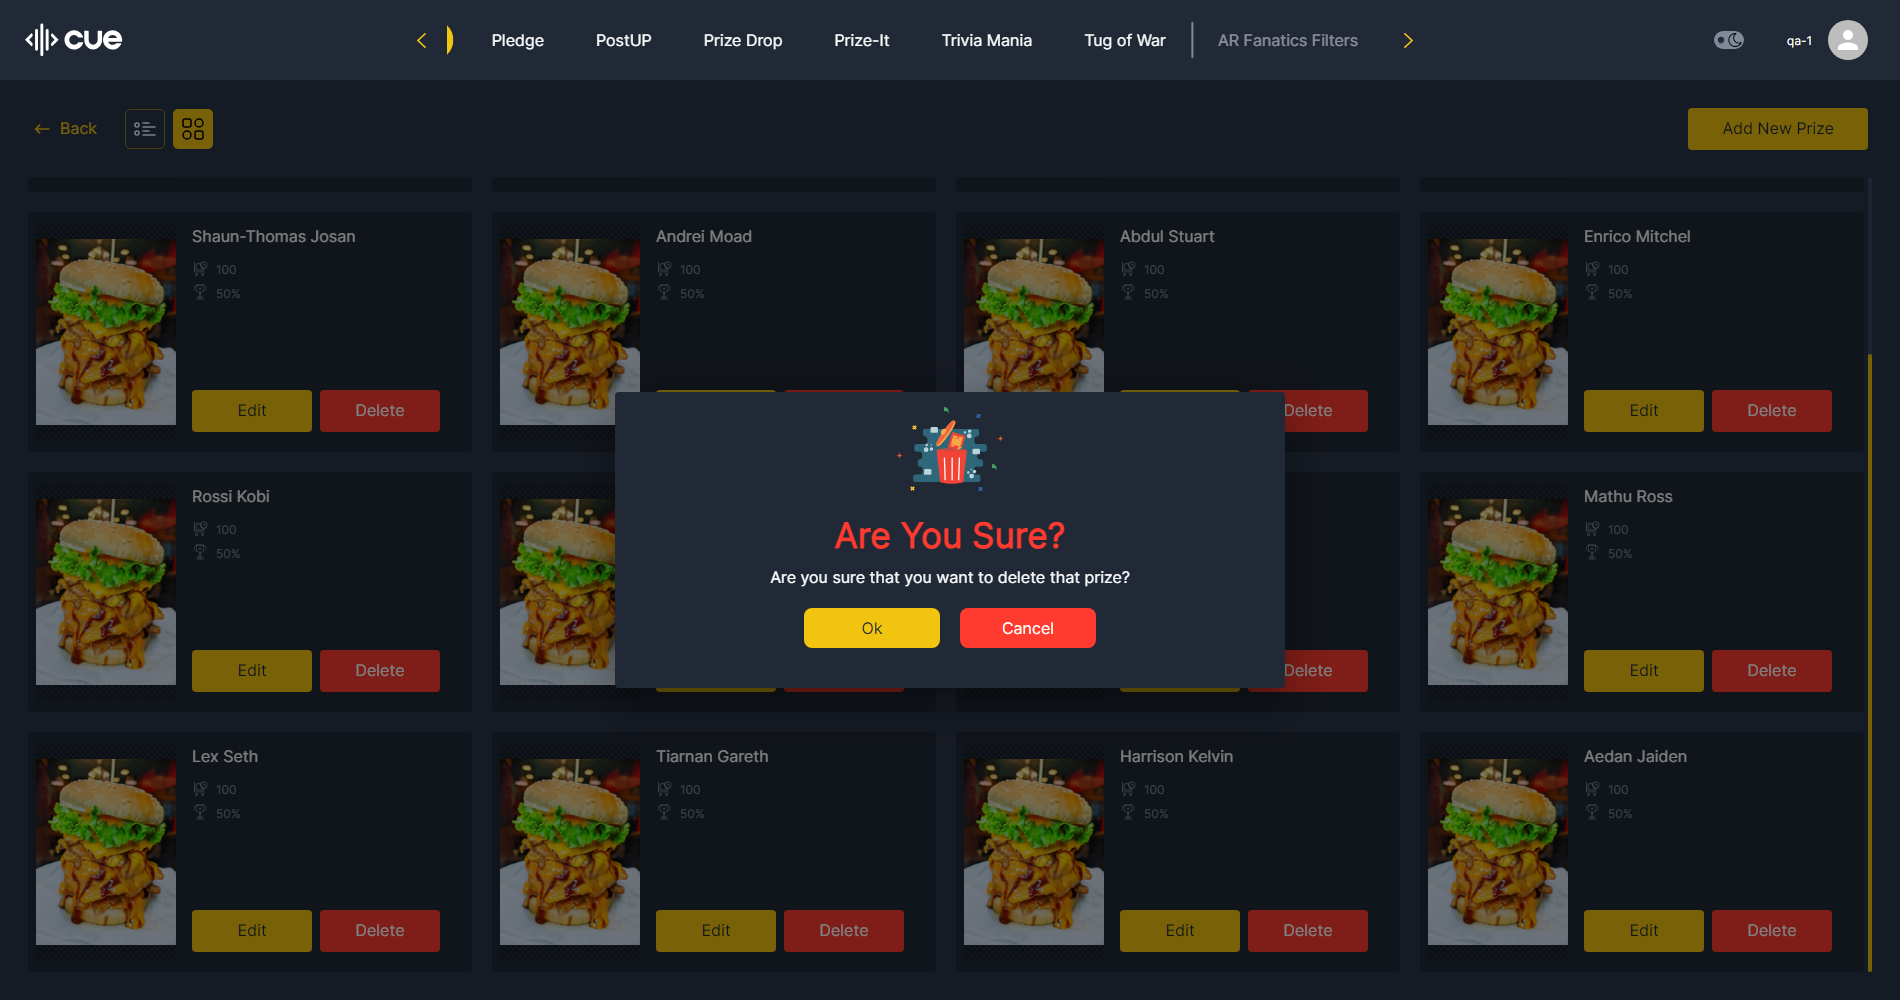 cue
Pledge
PostUP
Prize Drop
Prize-It
Trivia Mania
Tug of War
AR Fanatics Filters
qa-1
Back
Add New Prize
Shaun-Thomas Josan
100
50%
Edit
Delete
Andrei Moad
100
50%
Abdul Stuart
100
50%
Delete
Enrico Mitchel
100
50%
Edit
Delete
Are You Sure?
Are you sure that you want to delete that prize?
Ok
Cancel
Rossi Kobi
100
50%
Edit
Delete
Delete
Mathu Ross
100
50%
Edit
Delete
Lex Seth
100
50%
Edit
Delete
Tiarnan Gareth
100
50%
Edit
Delete
Harrison Kelvin
100
50%
Edit
Delete
Aedan Jaiden
100
50%
Edit
Delete